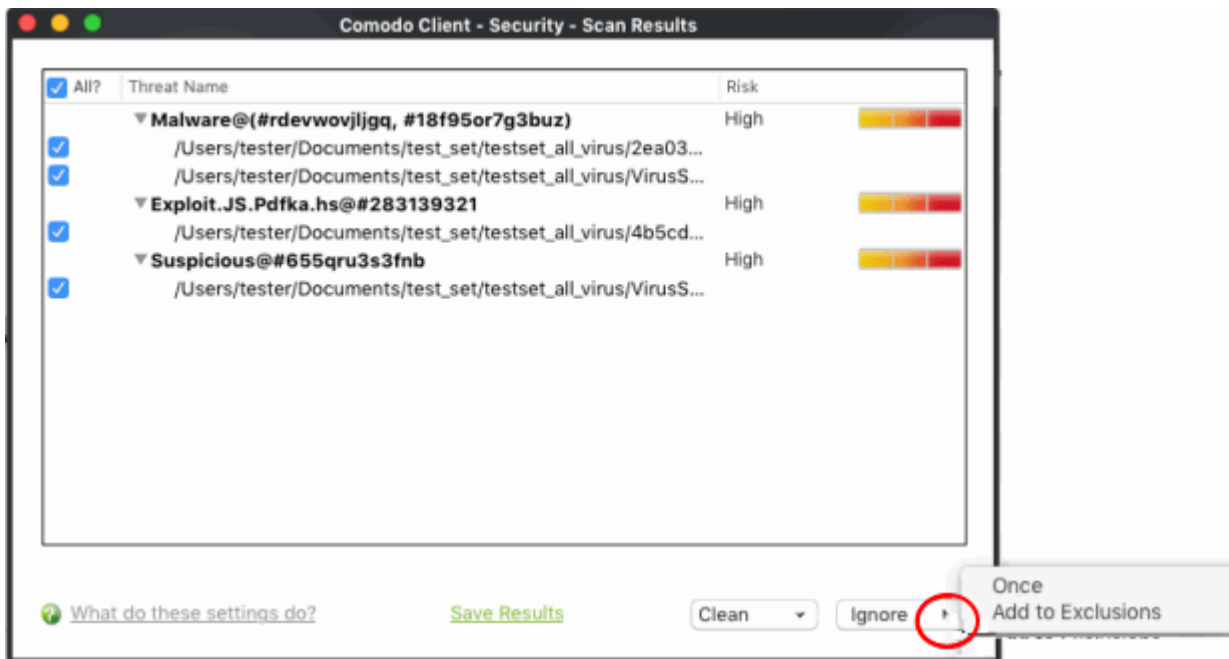 Comodo Client - Security - Scan Results
All? Threat Name Risk
Malware@(#rdevwovjljgq, #18f95or7g3buz) High
/Users/tester/Documents/test_set/testset_all_virus/2ea03...
/Users/tester/Documents/test_set/testset_all_virus/VirusS...
Exploit.JS.Pdfka.hs@#283139321 High
/Users/tester/Documents/test_set/testset_all_virus/4b5cd...
Suspicious@#655qru3s3fnb High
/Users/tester/Documents/test_set/testset_all_virus/VirusS...
Once
Add to Exclusions
What do these settings do? Save Results Clean Ignore